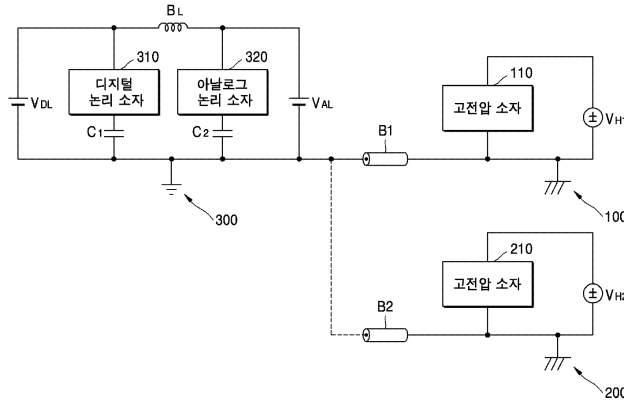 BL
310
320
디지털
논리 소자
아날로그
논리 소자
VDL
VAL
C1
C2
300
B1
110
고전압 소자
VH1
100
210
고전압 소자
VH2
B2
200